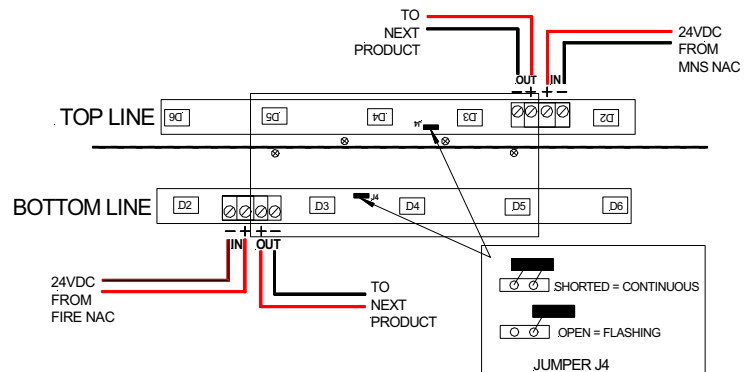 TO
NEXT
PRODUCT
24VDC
FROM
MNS NAC
OUT IN
- + + -
TOP LINE
D6 D5 D4 J4 D3 D2
BOTTOM LINE
D2 D3 J4 D4 D5 D6
- + + -
IN OUT
24VDC
FROM
FIRE NAC
TO
NEXT
PRODUCT
SHORTED = CONTINUOUS
OPEN = FLASHING
JUMPER J4